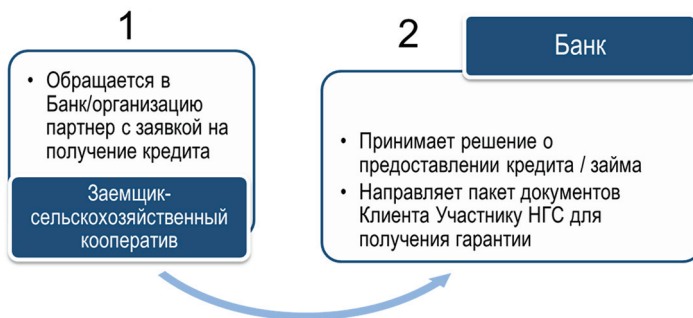 1
• Обращается в
Банк/организацию
партнер с заявкой на
получение кредита
Заемщик-
сельскохозяйственный
кооператив
2
Банк
• Принимает решение о
предоставлении кредита / займа
• Направляет пакет документов
Клиента Участнику НГС для
получения гарантии